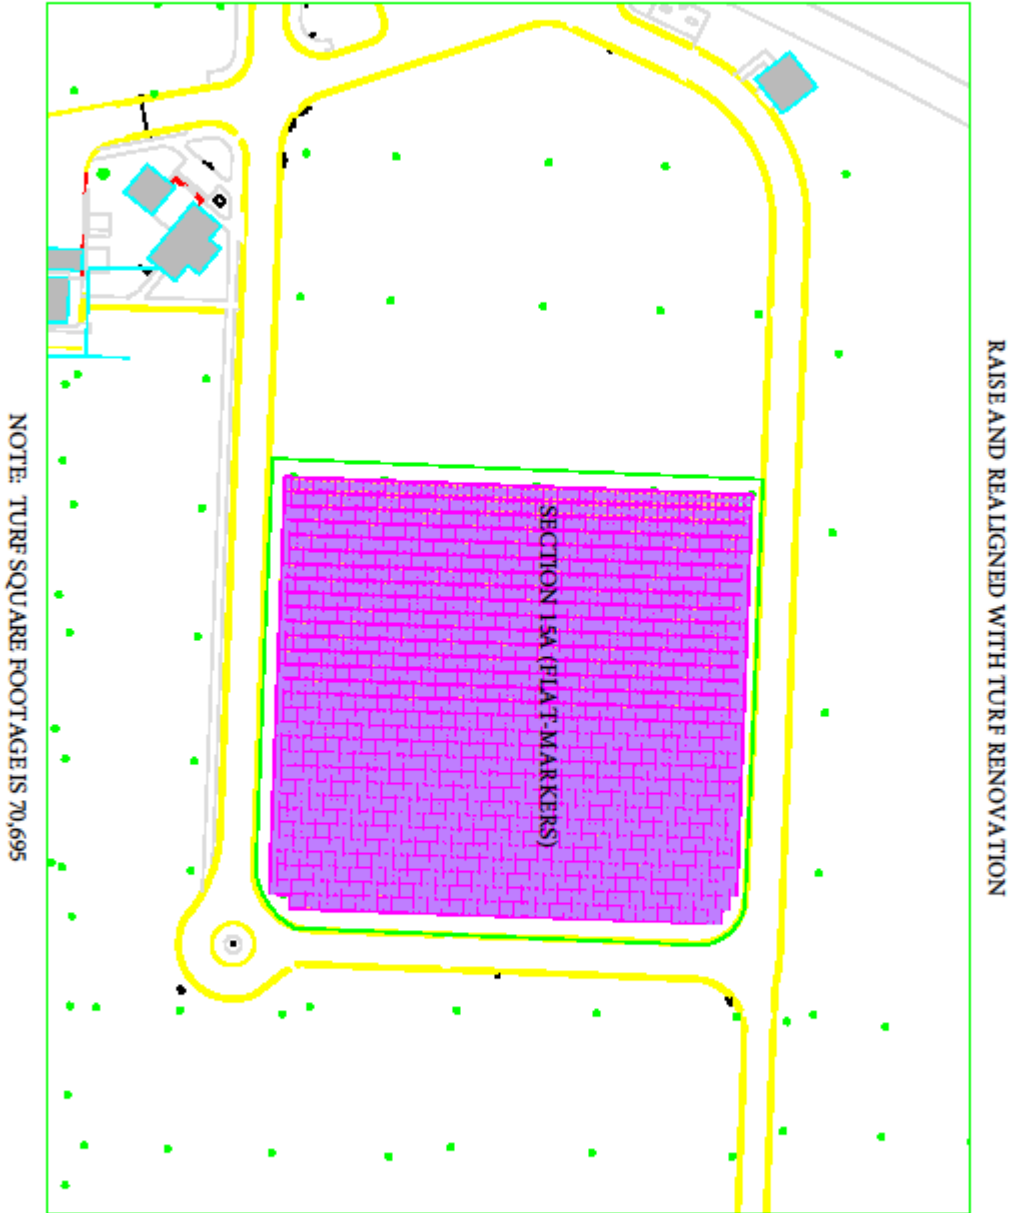 RAISE AND REALIGNED WITH TURF RENOVATION
SECTION 15A (FLAT-MARKERS)
NOTE: TURF SQUARE FOOTAGE IS 70,695